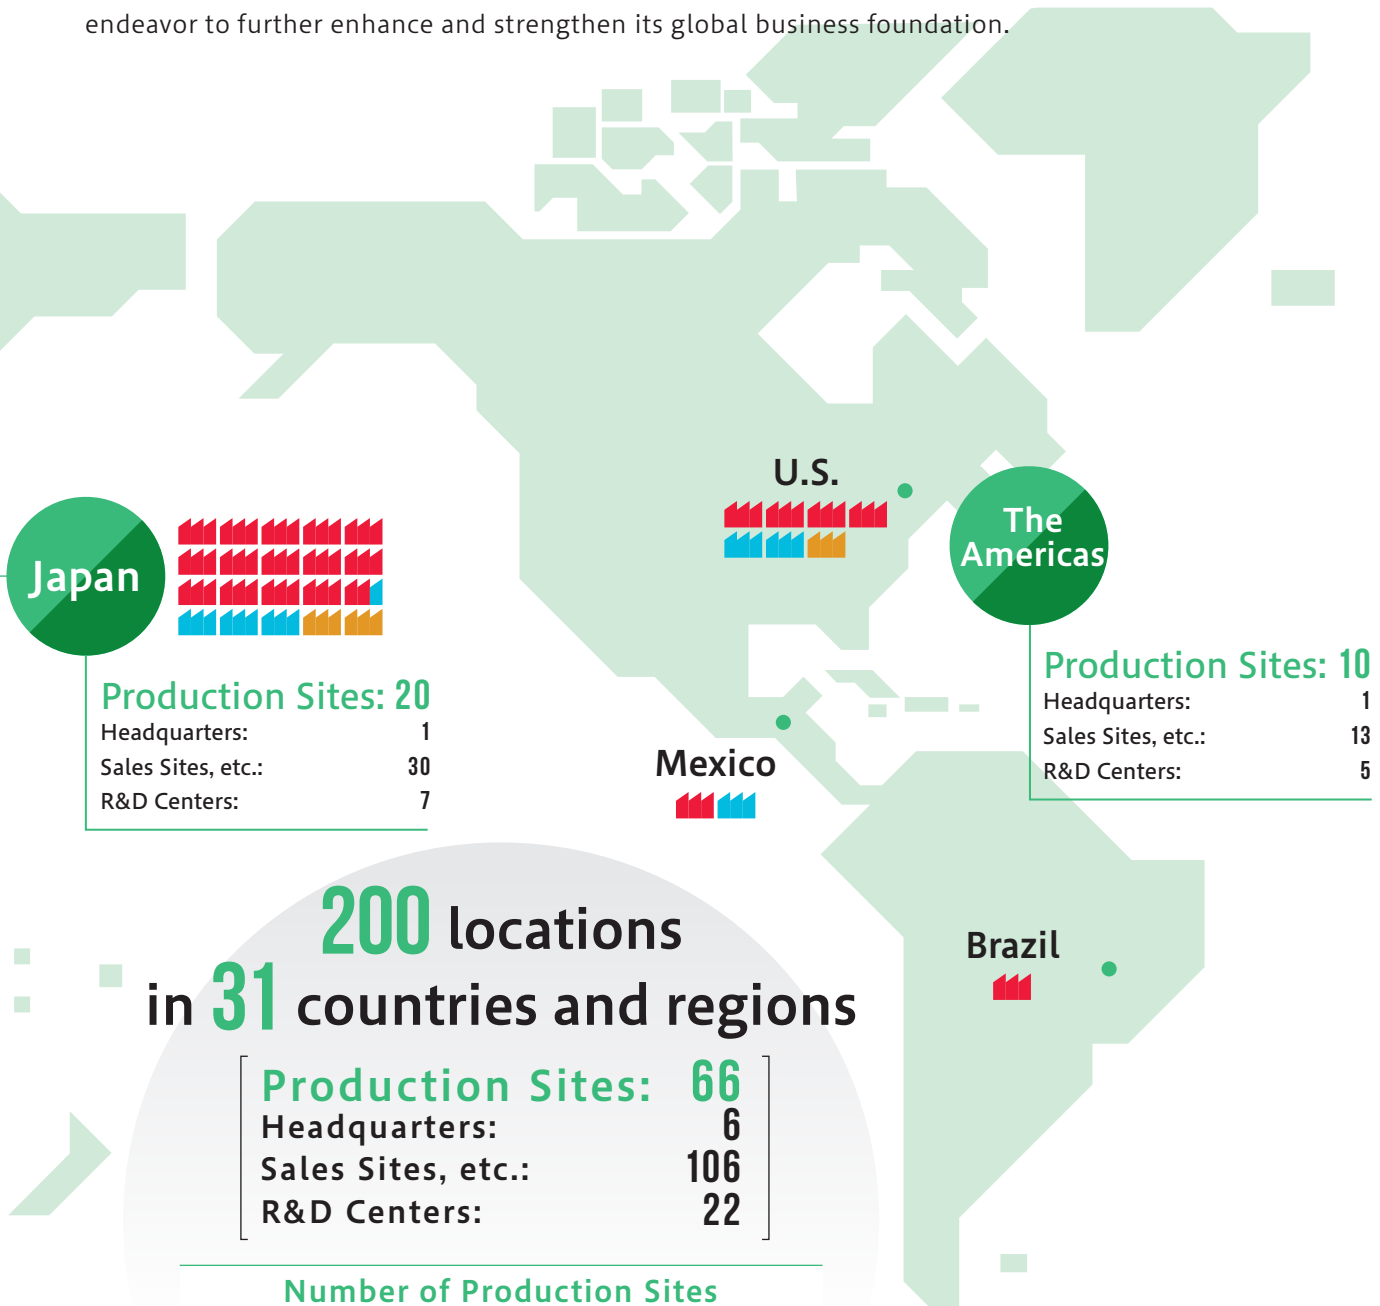 endeavor to further enhance and strengthen its global business foundation.
U.S.
The
Americas
Japan
Production Sites: 10
Headquarters: 1
Sales Sites, etc.: 13
R&D Centers: 5
Production Sites: 20
Headquarters: 1
Sales Sites, etc.: 30
R&D Centers: 7
Mexico
Brazil
200 locations
in 31 countries and regions
Production Sites: 66
Headquarters: 6
Sales Sites, etc.: 106
R&D Centers: 22
Number of Production Sites